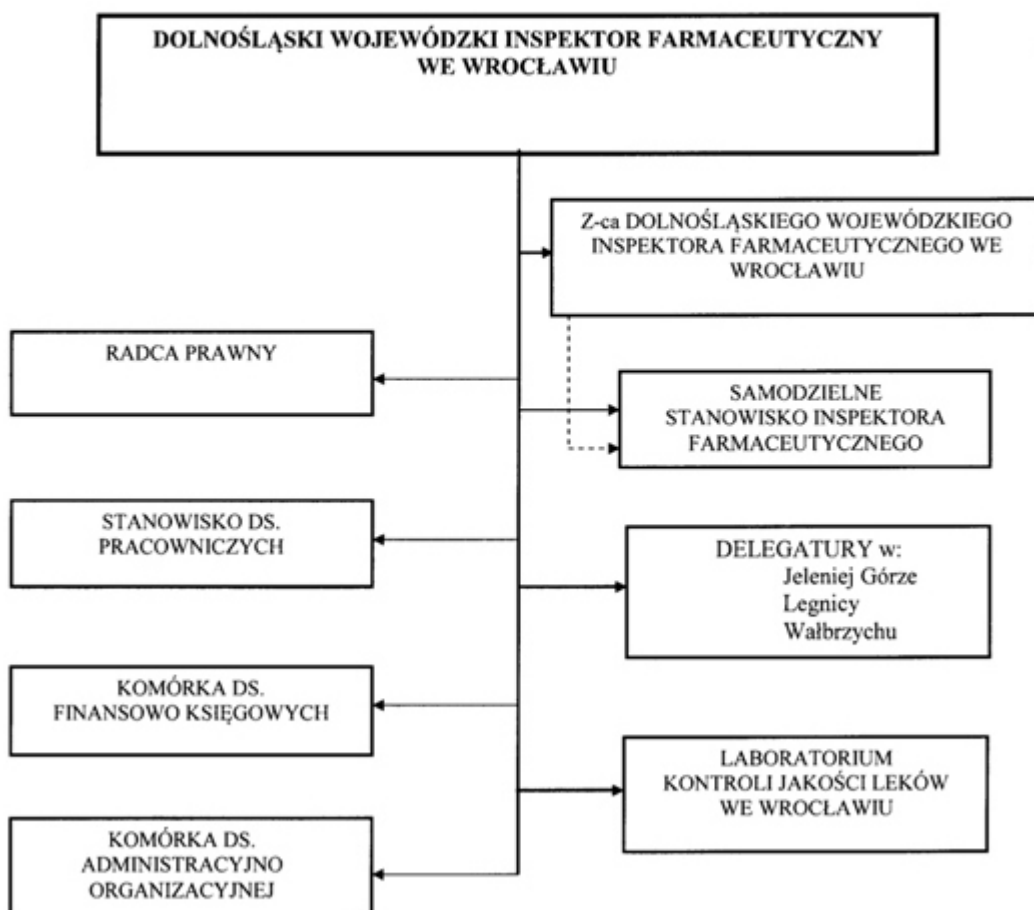 DOLNOŚLĄSKI WOJEWÓDZKI INSPEKTOR FARMACEUTYCZNY
WE WROCŁAWIU
Z-ca DOLNOŚLĄSKIEGO WOJEWÓDZKIEGO
INSPEKTORA FARMACEUTYCZNEGO WE
WROCŁAWIU
RADCA PRAWNY
SAMODZIELNE
STANOWISKO INSPEKTORA
FARMACEUTYCZNEGO
STANOWISKO DS.
PRACOWNICZYCH
DELEGATURY w:
Jeleniej Górze
Legnicy
Wałbrzychu
KOMÓRKA DS.
FINANSOWO KSIĘGOWYCH
LABORATORIUM
KONTROLI JAKOŚCI LEKÓW
WE WROCŁAWIU
KOMÓRKA DS.
ADMINISTRACYJNO
ORGANIZACYJNEJ